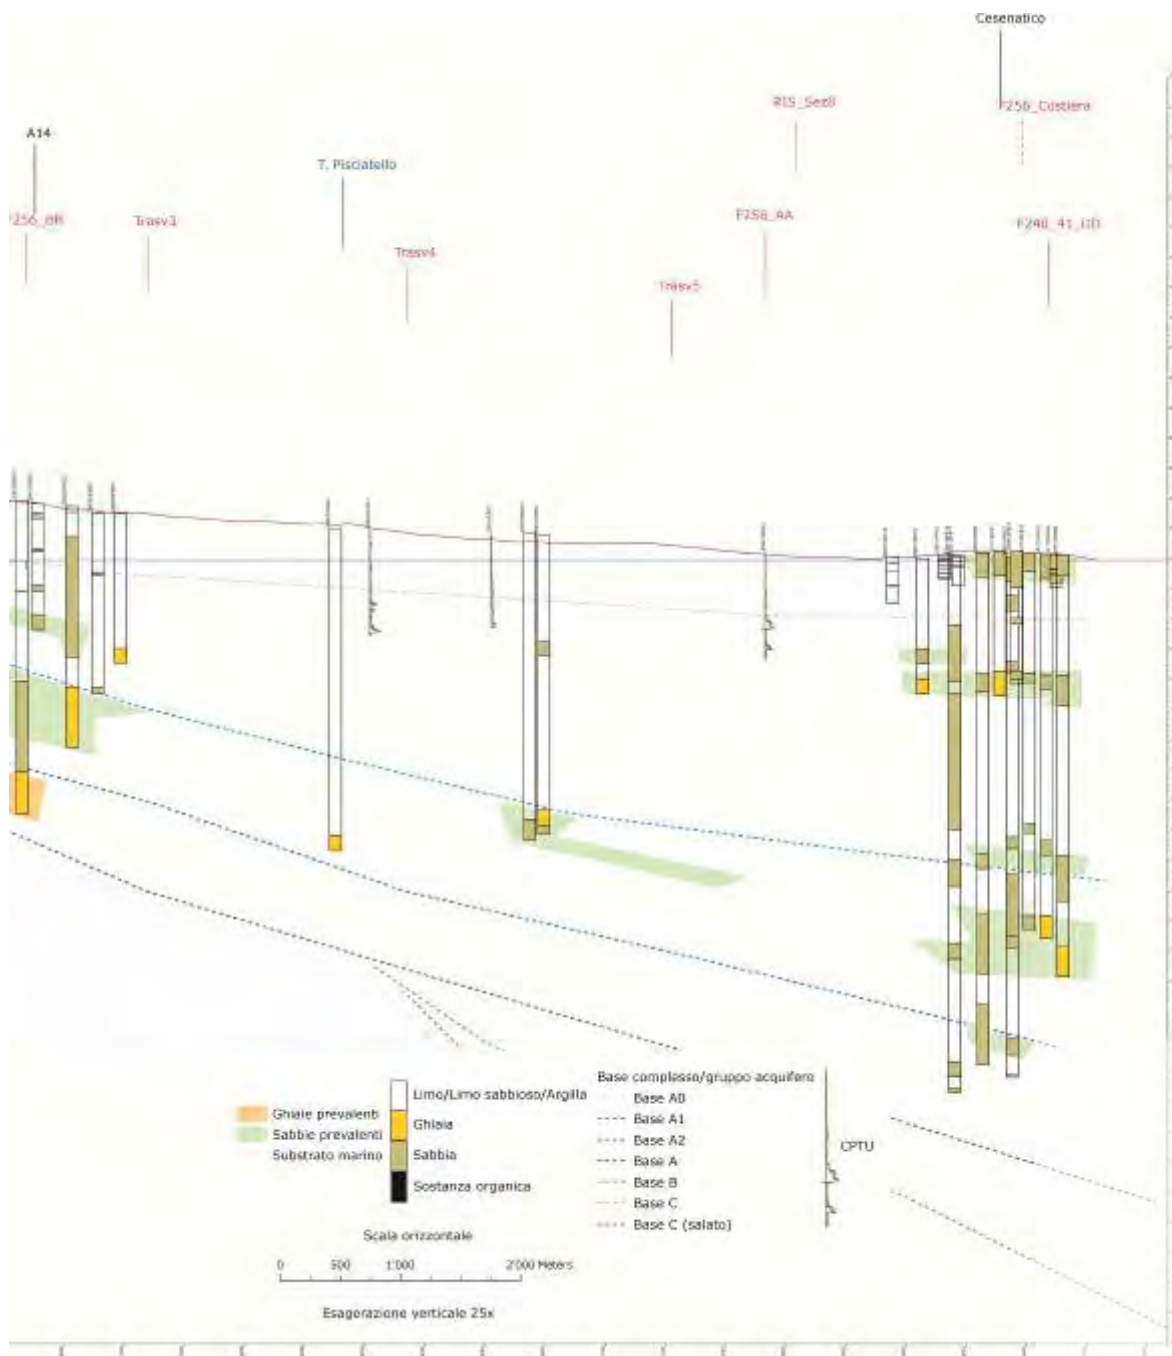 Cesenatico
RIS_Sez8
F256_Costiera
A14
T. Pisciatello
F256_BR
Trasv3
F256_AA
F240_41_DD
Trasv4
Trasv5
Base complesso/gruppo acquifero
Limo/Limo sabbioso/Argilla
Base A0
Ghiaie prevalenti
Ghiaia
Base A1
Sabbie prevalenti
Base A2
CPTU
Substrato marino
Sabbia
Base A
Base B
Sostanza organica
Base C
Base C (salato)
Scala orizzontale
0 500 1'000 2'000 Meters
Esagerazione verticale 25x